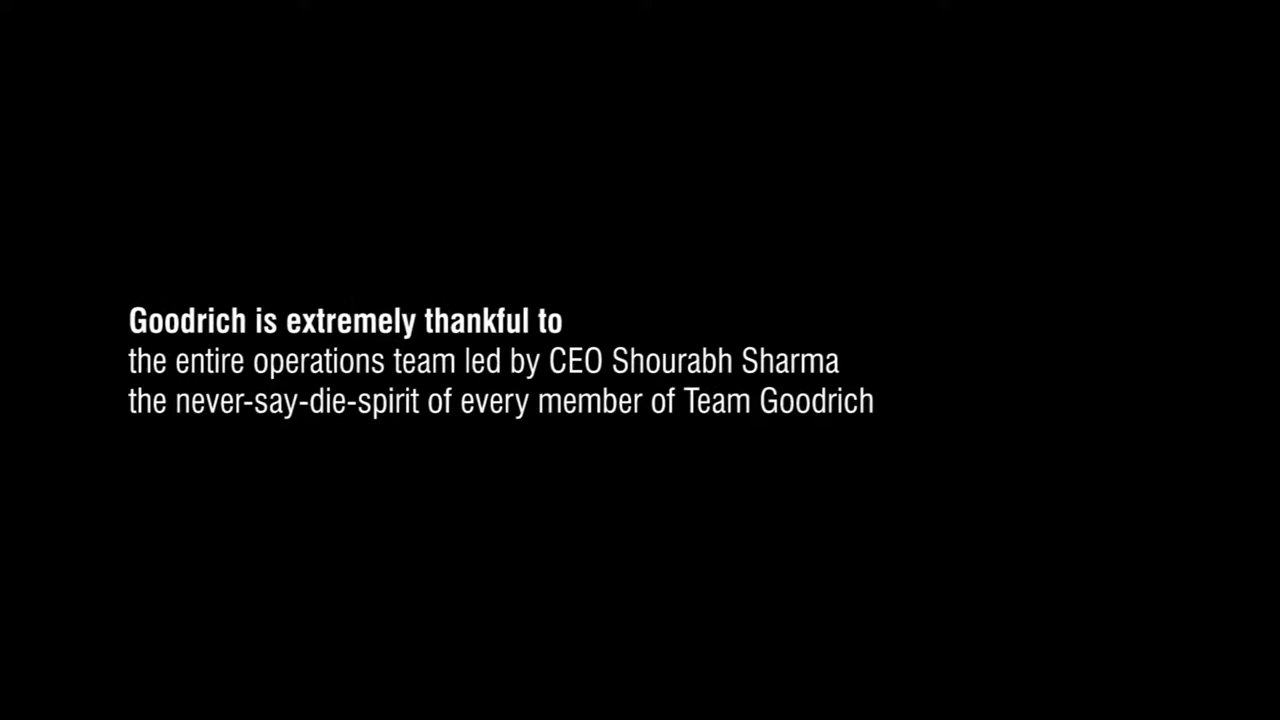 Goodrich is extremely thankful to
the entire operations team led by CEO Shourabh Sharma
the never-say-die-spirit of every member of Team Goodrich